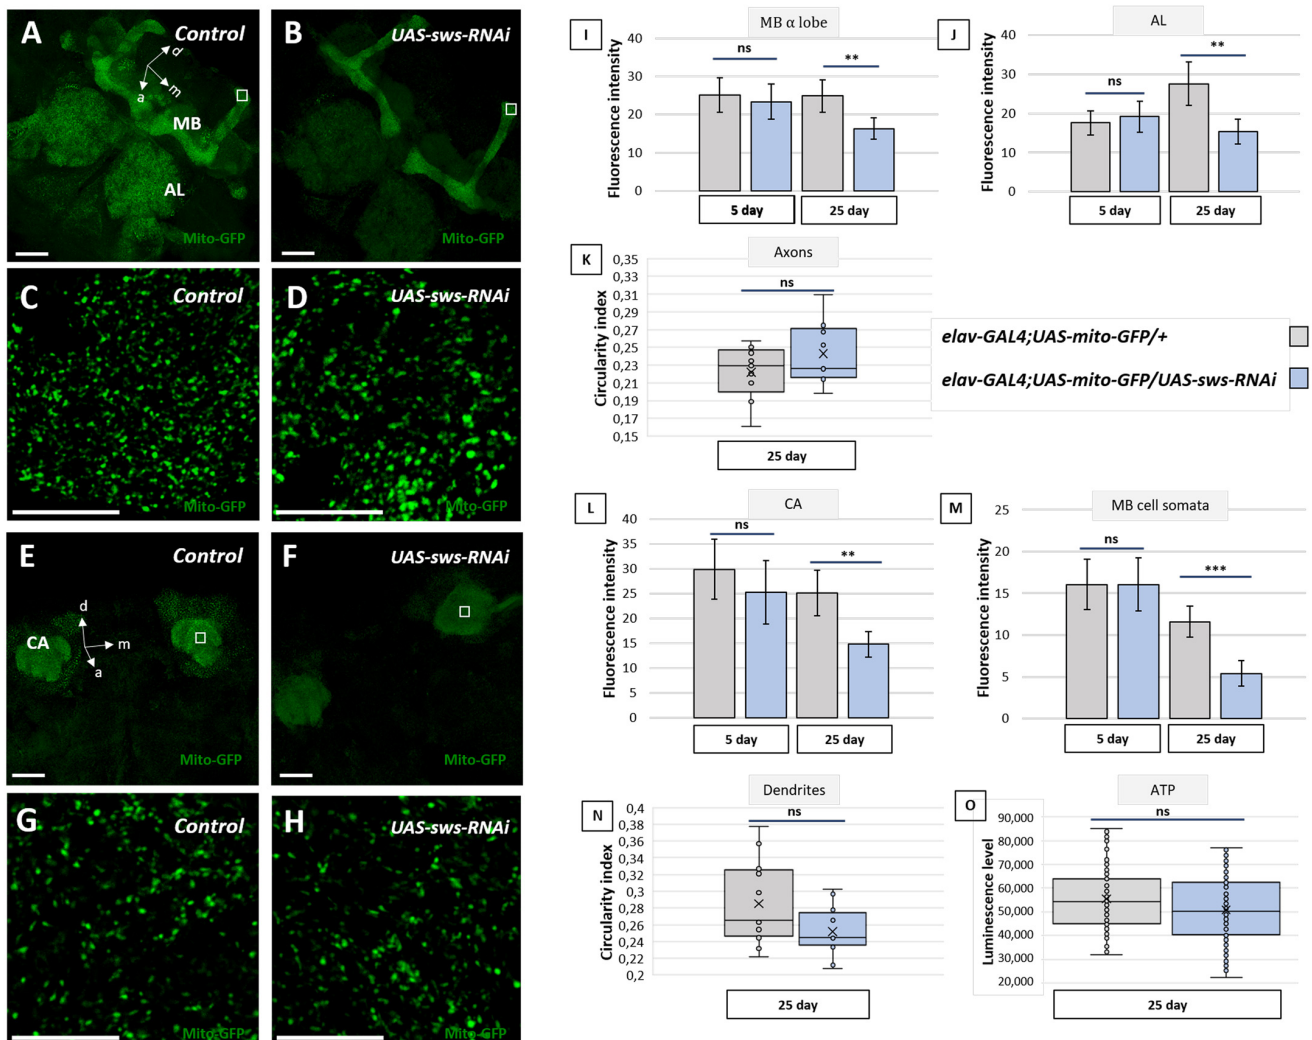 A
Control
d
a
m
MB
AL
Mito-GFP
B
UAS-sws-RNAi
Mito-GFP
C
Control
Mito-GFP
D
UAS-sws-RNAi
Mito-GFP
E
Control
d
CA
m
a
Mito-GFP
F
UAS-sws-RNAi
Mito-GFP
G
Control
Mito-GFP
H
UAS-sws-RNAi
Mito-GFP
I
MB α lobe
Fluorescence intensity
40
30
20
10
0
ns
**
5 day
25 day
J
AL
Fluorescence intensity
40
30
20
10
0
ns
**
5 day
25 day
K
Axons
Circularity index
0,35
0,33
0,31
0,29
0,27
0,25
0,23
0,21
0,19
0,17
0,15
ns
25 day
elav-GAL4;UAS-mito-GFP/+
elav-GAL4;UAS-mito-GFP/UAS-sws-RNAi
L
CA
Fluorescence intensity
40
35
30
25
20
15
10
5
0
ns
**
5 day
25 day
M
MB cell somata
Fluorescence intensity
25
20
15
10
5
0
ns
***
5 day
25 day
N
Dendrites
Circularity index
0,4
0,38
0,36
0,34
0,32
0,3
0,28
0,26
0,24
0,22
0,2
ns
25 day
O
ATP
Luminescence level
90,000
80,000
70,000
60,000
50,000
40,000
30,000
20,000
ns
25 day